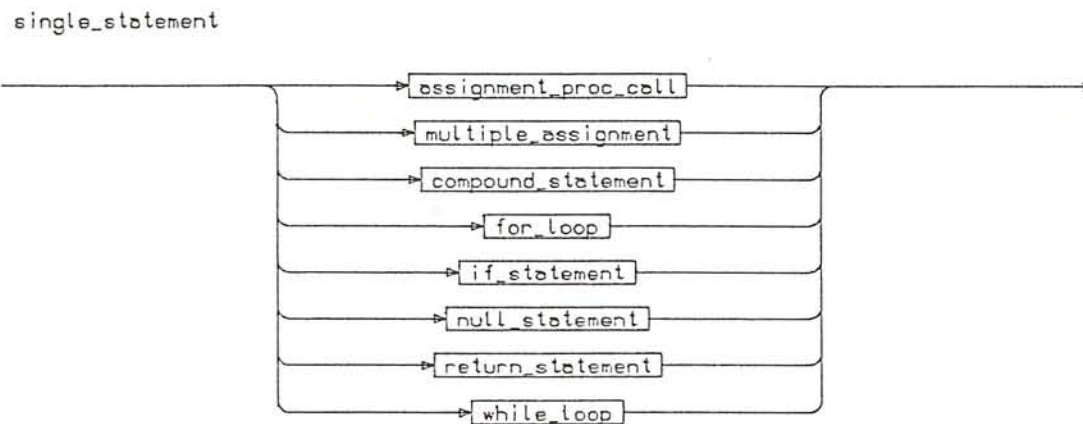 single_statement
assignment_proc_call
multiple_assignment
compound_statement
for_loop
if_statement
null_statement
return_statement
while_loop